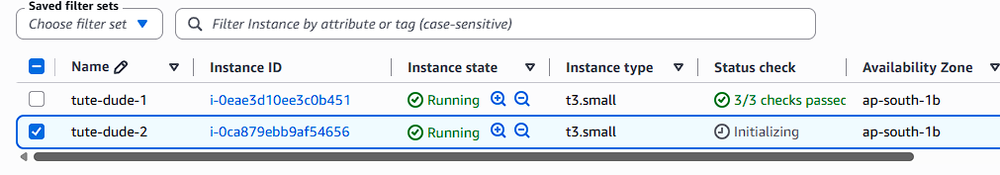 Saved filter sets
Choose filter set Filter Instance by attribute or tag (case-sensitive)
Name Instance ID Instance state Instance type Status check Availability Zone
tute-dude-1 i-0eae3d10ee3c0b451 Running t3.small 3/3 checks passec ap-south-1b
tute-dude-2 i-0ca879ebb9af54656 Running t3.small Initializing ap-south-1b